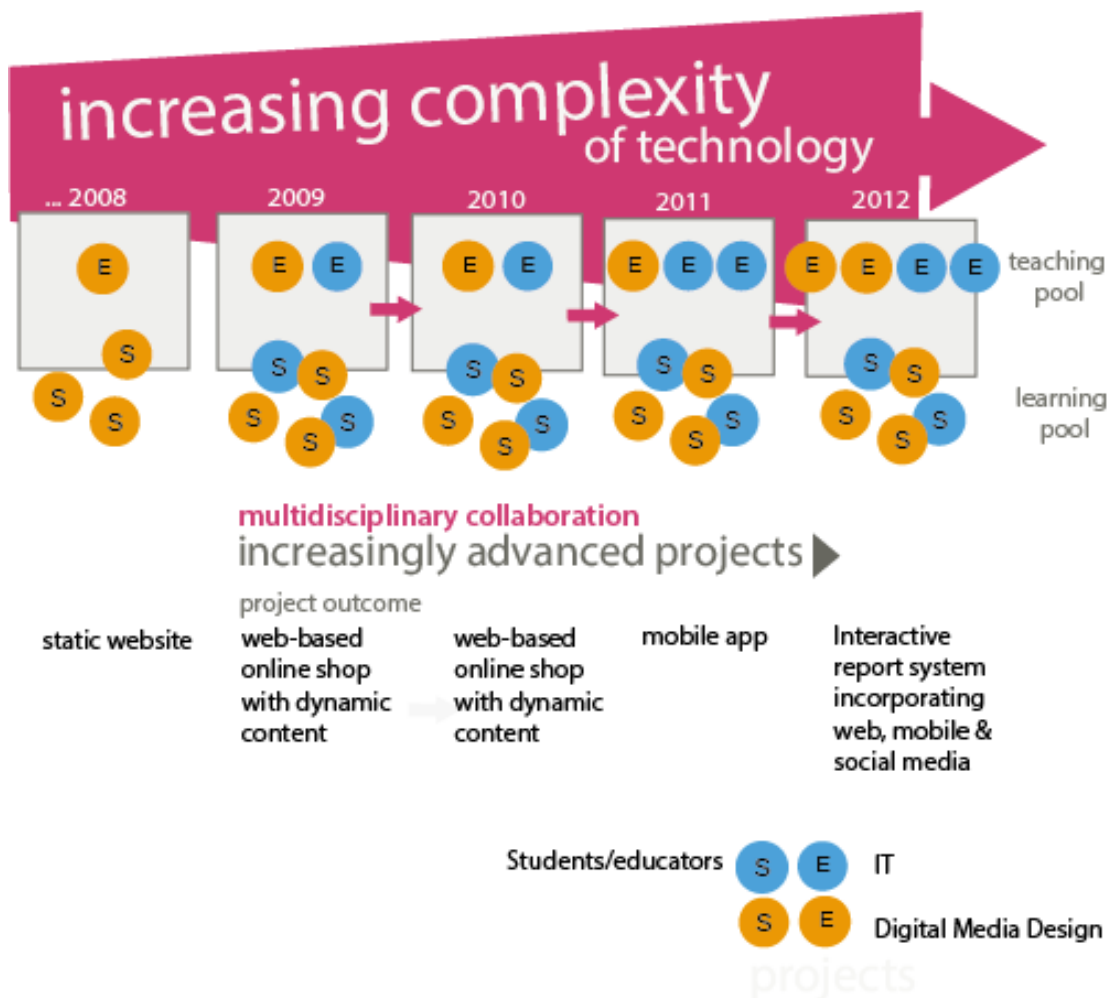 increasing complexity
of technology
... 2008 2009 2010 2011 2012
E E E E E E E E E E E E
teaching
pool
S S S S S S S S S S S S S S S S S S S S S S S
learning
pool
multidisciplinary collaboration
increasingly advanced projects
project outcome
static website
web-based
online shop
with dynamic
content
web-based
online shop
with dynamic
content
mobile app
Interactive
report system
incorporating
web, mobile &
social media
Students/educators S E IT
S E Digital Media Design
projects